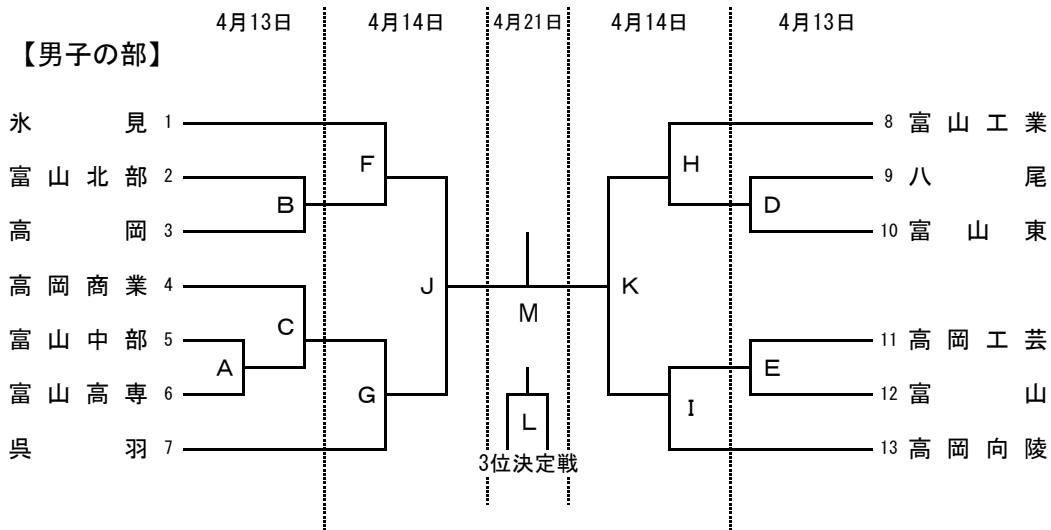 4月13日 4月14日 4月21日 4月14日 4月13日
【男子の部】
氷見 1 8 富山工業
F H
富山北部 2 9 八尾
B D
高岡 3 10 富山東
高岡商業 4
J M K
C
富山中部 5 11 高岡工芸
A E
富山高専 6 12 富山
G L I
呉羽 7 13 高岡向陵
3位決定戦